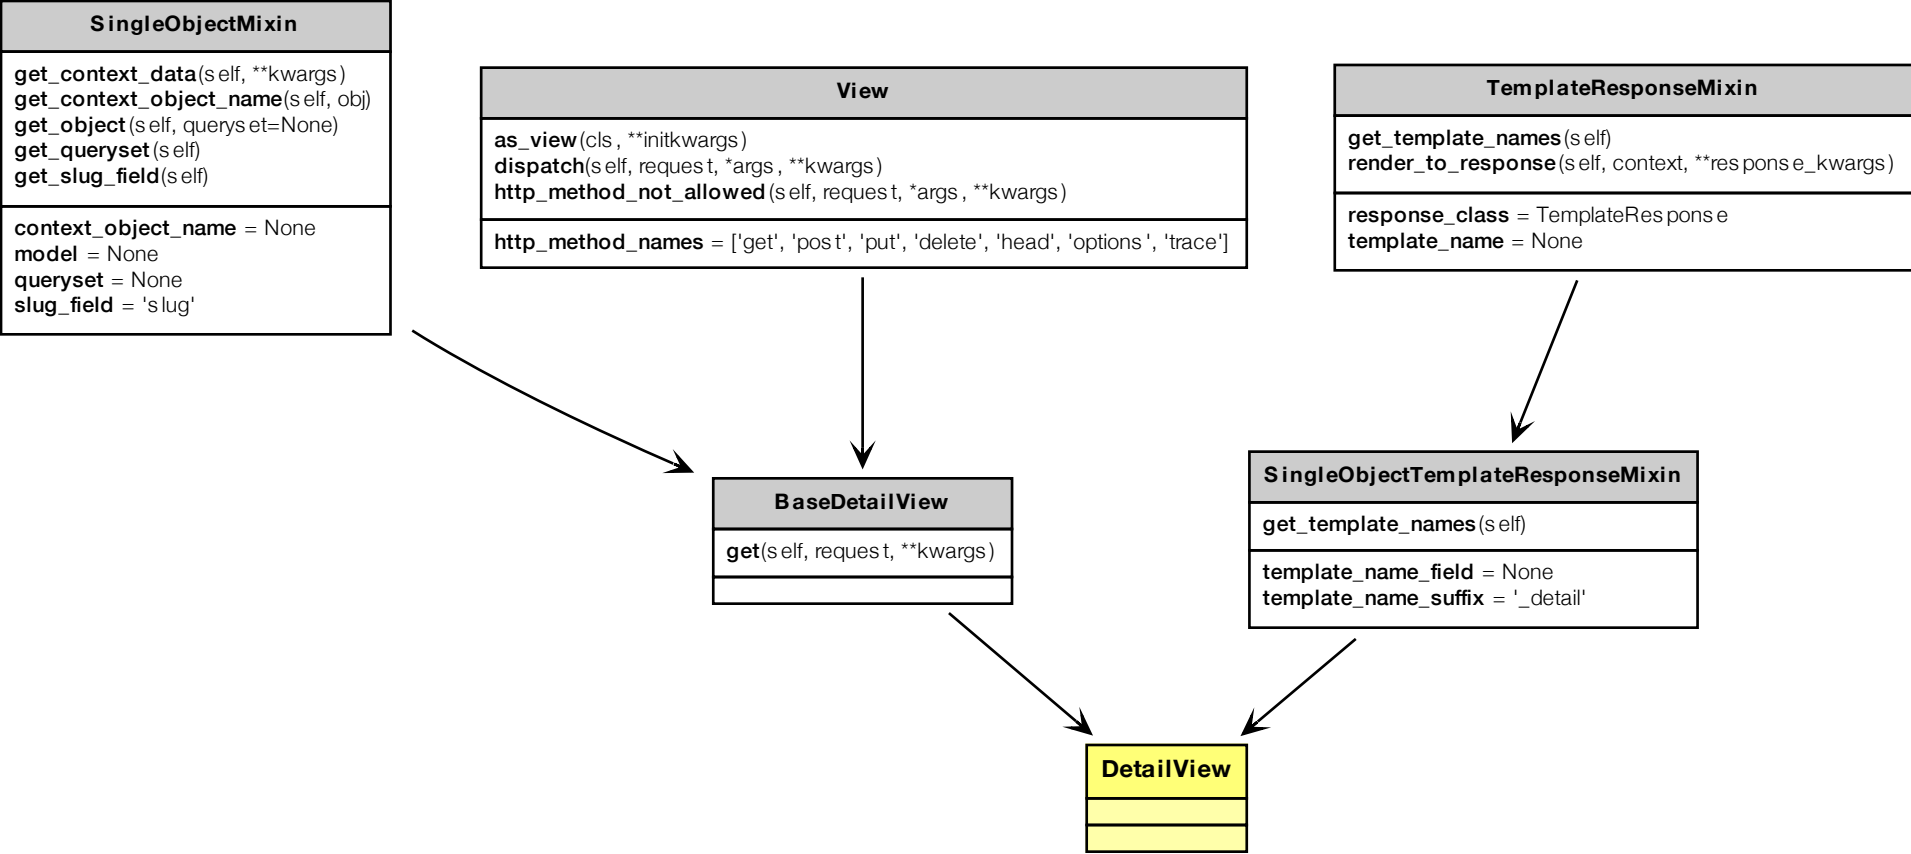 SingleObjectMixin
get_context_data(self, **kwargs)
get_context_object_name(self, obj)
get_object(self, queryset=None)
get_queryset(self)
get_slug_field(self)
context_object_name = None
model = None
queryset = None
slug_field = 'slug'
View
as_view(cls, **initkwargs)
dispatch(self, request, *args, **kwargs)
http_method_not_allowed(self, request, *args, **kwargs)
http_method_names = ['get', 'post', 'put', 'delete', 'head', 'options', 'trace']
TemplateResponseMixin
get_template_names(self)
render_to_response(self, context, **response_kwargs)
response_class = TemplateResponse
template_name = None
BaseDetailView
get(self, request, **kwargs)
SingleObjectTemplateResponseMixin
get_template_names(self)
template_name_field = None
template_name_suffix = '_detail'
DetailView